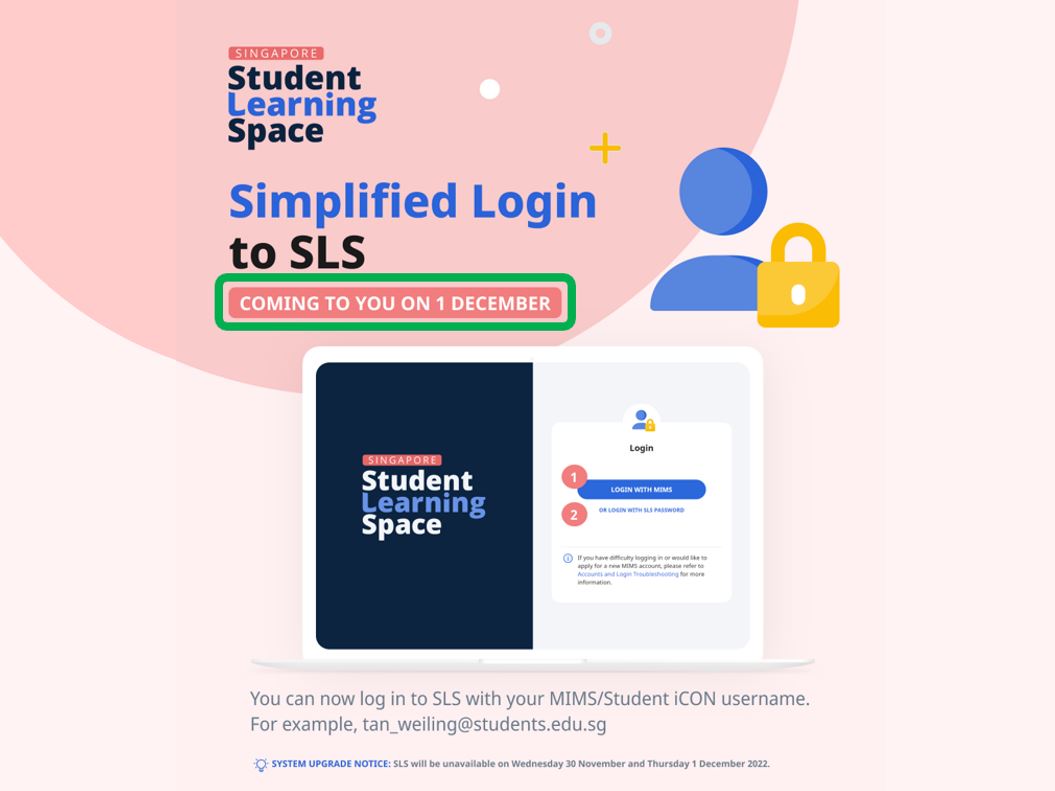 SINGAPORE
Student
Learning
Space
Simplified Login
to SLS
COMING TO YOU ON 1 DECEMBER
SINGAPORE
Student
Learning
Space
Login
1
LOGIN WITH MIMS
2
OR LOGIN WITH SLS PASSWORD
If you have difficulty logging in or would like to
apply for a new MIMS account, please refer to
Accounts and Login Troubleshooting for more
information.
You can now log in to SLS with your MIMS/Student iCON username.
For example, tan_weiling@students.edu.sg
SYSTEM UPGRADE NOTICE: SLS will be unavailable on Wednesday 30 November and Thursday 1 December 2022.